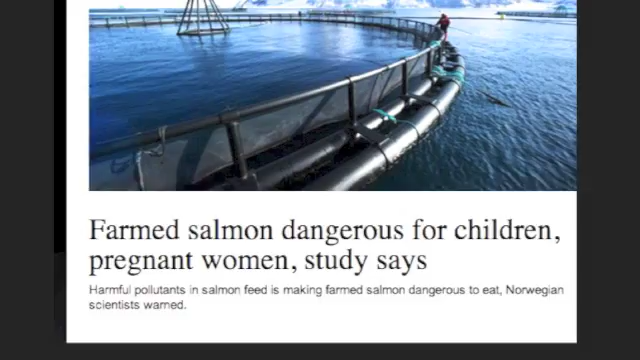 Farmed salmon dangerous for children,
pregnant women, study says
Harmful pollutants in salmon feed is making farmed salmon dangerous to eat, Norwegian
scientists warned.